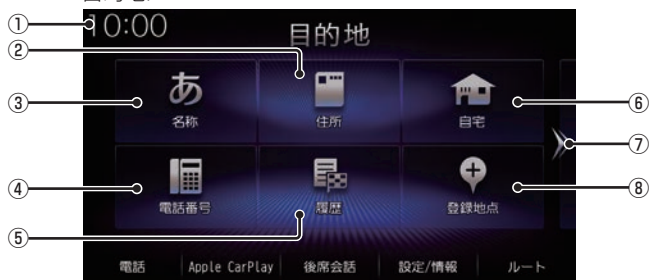 ①
10:00
目的地
②
③
あ
名称
住所
自宅
⑥
⑦
④
電話番号
履歴
登録地点
⑧
⑤
電話 Apple CarPlay 後席会話 設定/情報 ルート